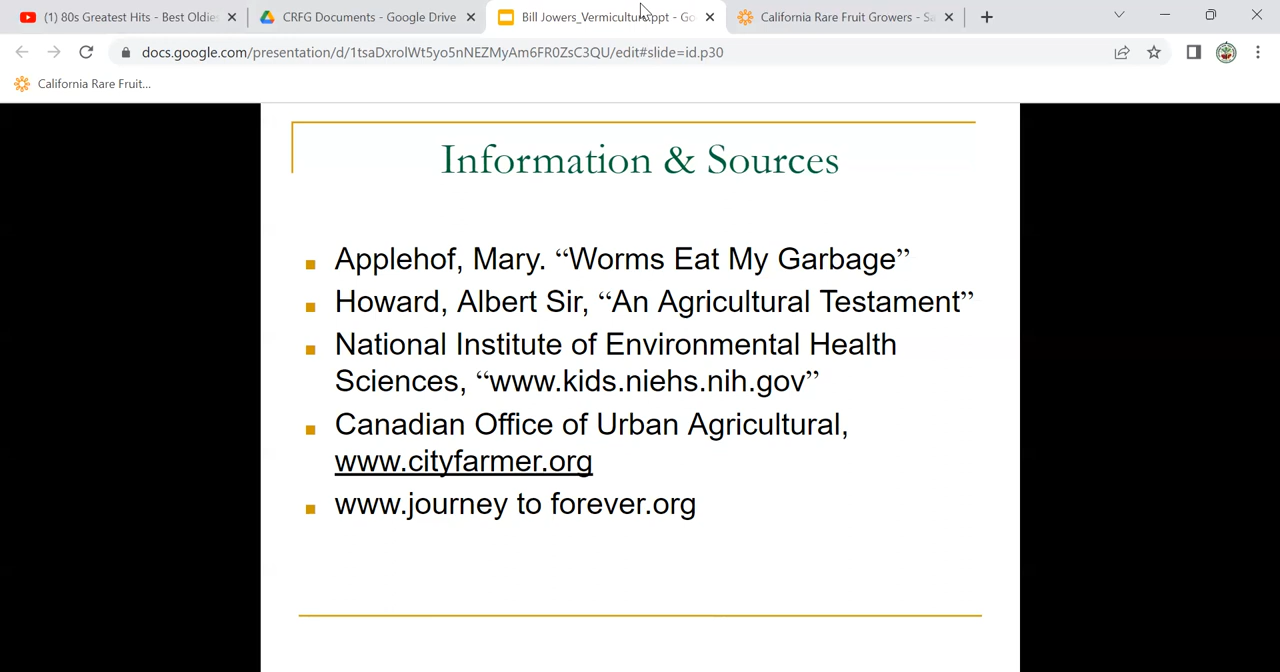 (1) 80s Greatest Hits - Best Oldie
CRFG Documents - Google Drive
Bill Jowers_Vermicultu ppt - Go
California Rare Fruit Growers - Sa
docs.google.com/presentation/d/1tsaDxrolWt5yo5nNEZMyAm6FR0ZsC3QU/edit#slide=id.p30
California Rare Fruit...
Information & Sources
Applehof, Mary. “Worms Eat My Garbage”
Howard, Albert Sir, “An Agricultural Testament”
National Institute of Environmental Health
Sciences, “www.kids.niehs.nih.gov”
Canadian Office of Urban Agricultural,
www.cityfarmer.org
www.journey to forever.org